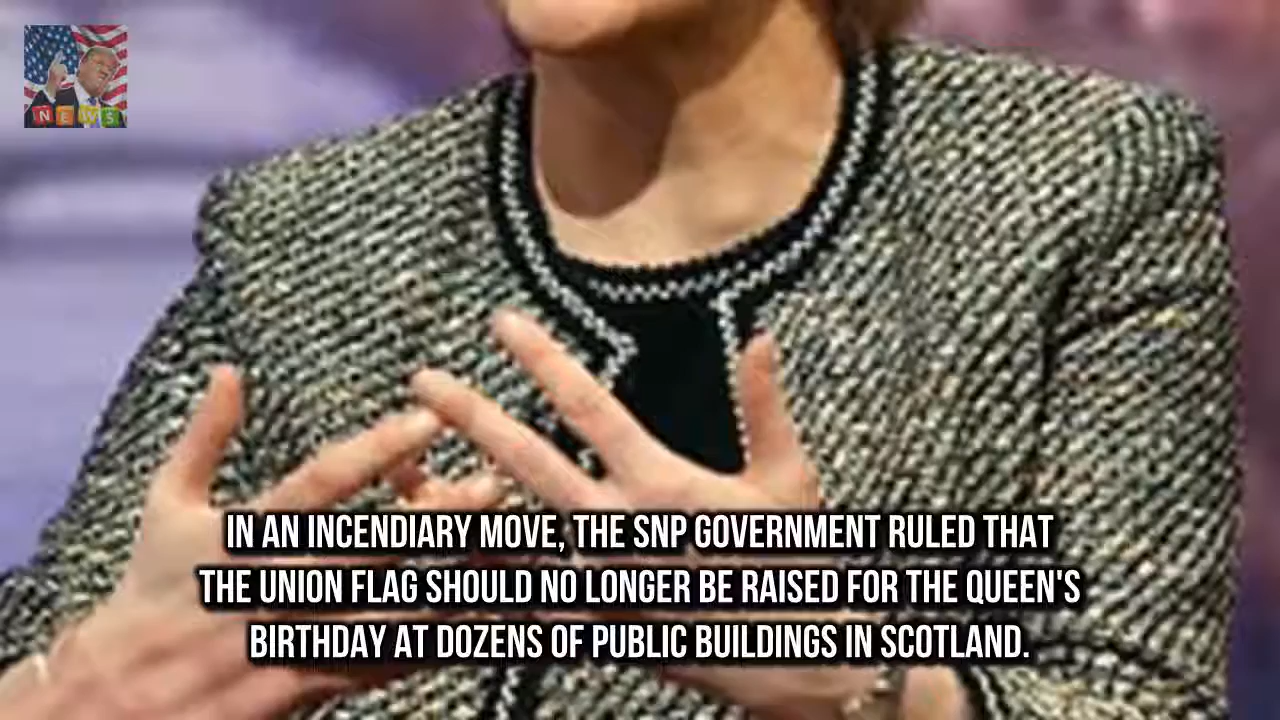 NEWS
IN AN INCENDIARY MOVE, THE SNP GOVERNMENT RULED THAT
THE UNION FLAG SHOULD NO LONGER BE RAISED FOR THE QUEEN'S
BIRTHDAY AT DOZENS OF PUBLIC BUILDINGS IN SCOTLAND.